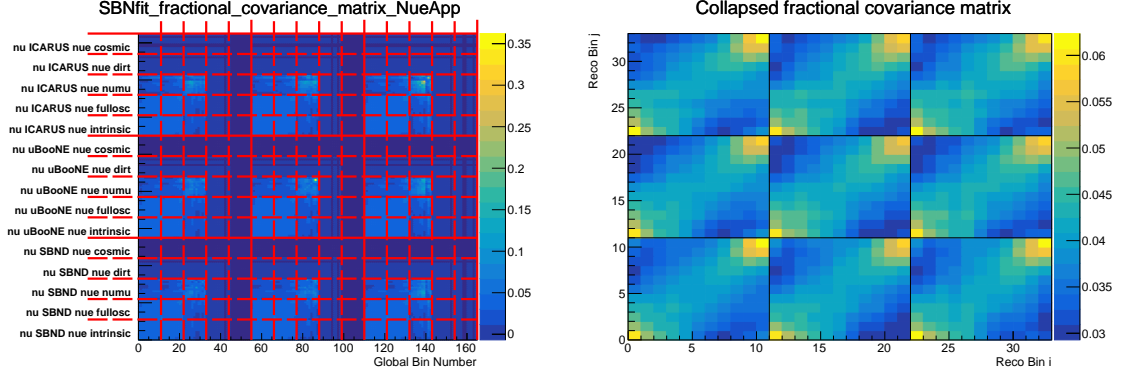 SBNfit_fractional_covariance_matrix_NueApp
nu ICARUS nue cosmic
nu ICARUS nue dirt
nu ICARUS nue numu
nu ICARUS nue fullosc
nu ICARUS nue intrinsic
nu uBooNE nue cosmic
nu uBooNE nue dirt
nu uBooNE nue numu
nu uBooNE nue fullosc
nu uBooNE nue intrinsic
nu SBND nue cosmic
nu SBND nue dirt
nu SBND nue numu
nu SBND nue fullosc
nu SBND nue intrinsic
0 20 40 60 80 100 120 140 160
Global Bin Number
0.35
0.3
0.25
0.2
0.15
0.1
0.05
0
Collapsed fractional covariance matrix
Reco Bin j
30
25
20
15
10
5
0
0 5 10 15 20 25 30
Reco Bin i
0.06
0.055
0.05
0.045
0.04
0.035
0.03